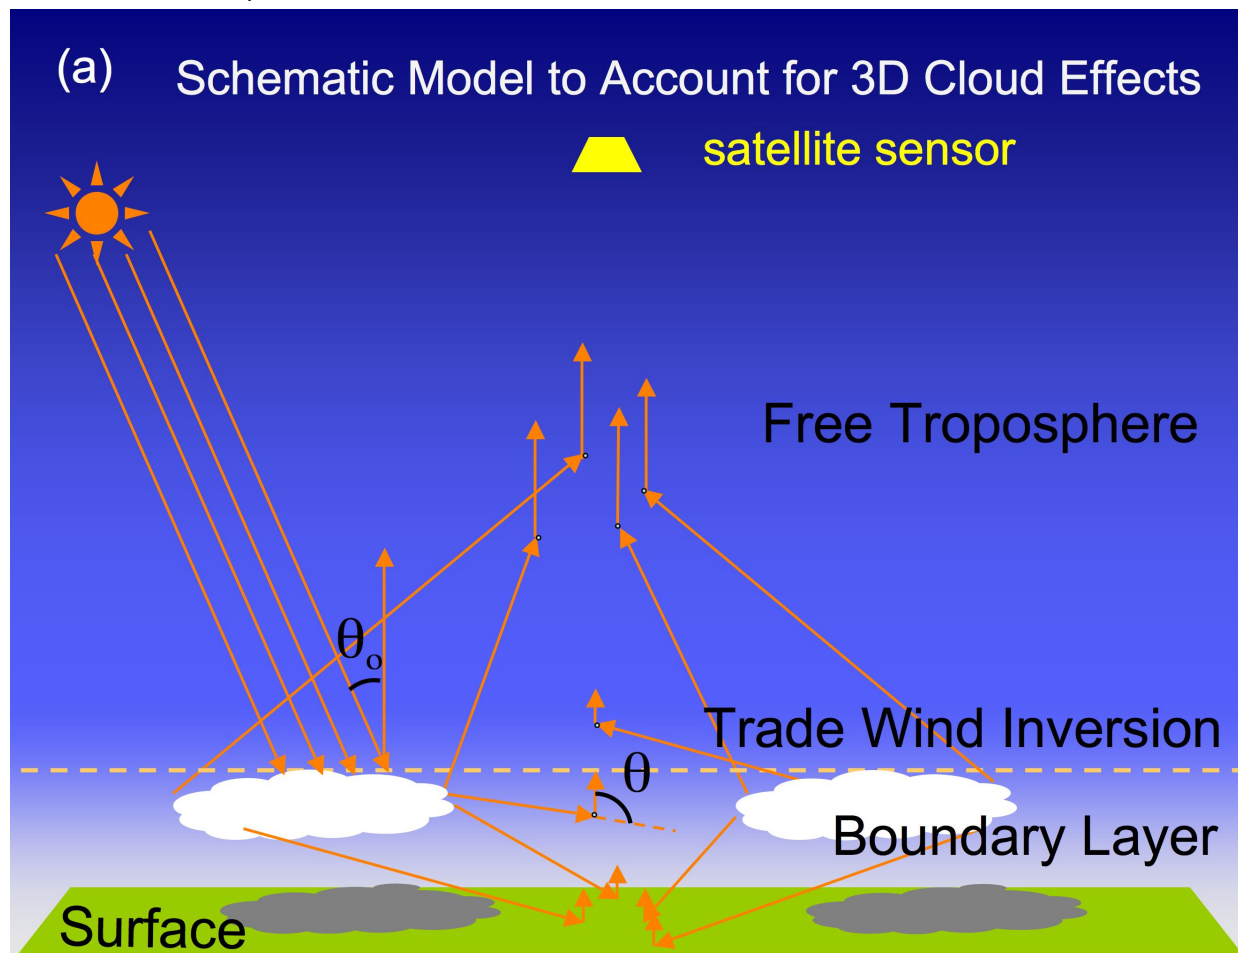 (a)
Schematic Model to Account for 3D Cloud Effects
satellite sensor
Free Troposphere
θo
Trade Wind Inversion
θ
Boundary Layer
Surface